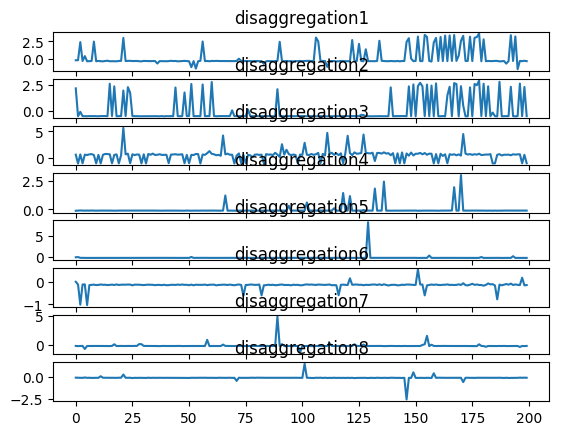 disaggregation1
2.5
0.0
disaggregation2
2.5
0.0
disaggregation3
5
0
disaggregation4
2.5
0.0
disaggregation5
5
0
disaggregation6
0
−1
disaggregation7
5
0
disaggregation8
0.0
−2.5
0 25 50 75 100 125 150 175 200